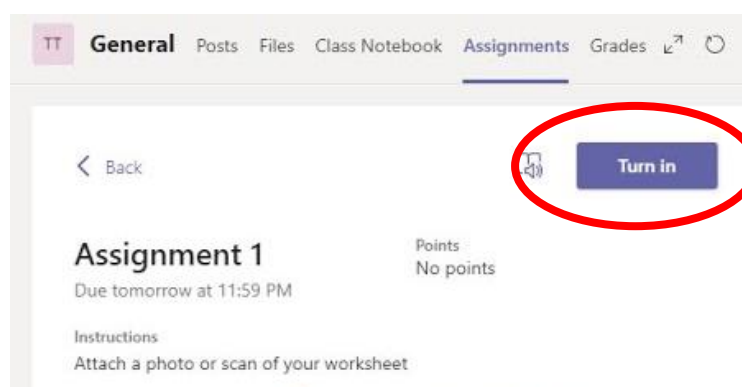 TT General Posts Files Class Notebook Assignments Grades
Back
Turn in
Assignment 1
Points
No points
Due tomorrow at 11:59 PM
Instructions
Attach a photo or scan of your worksheet